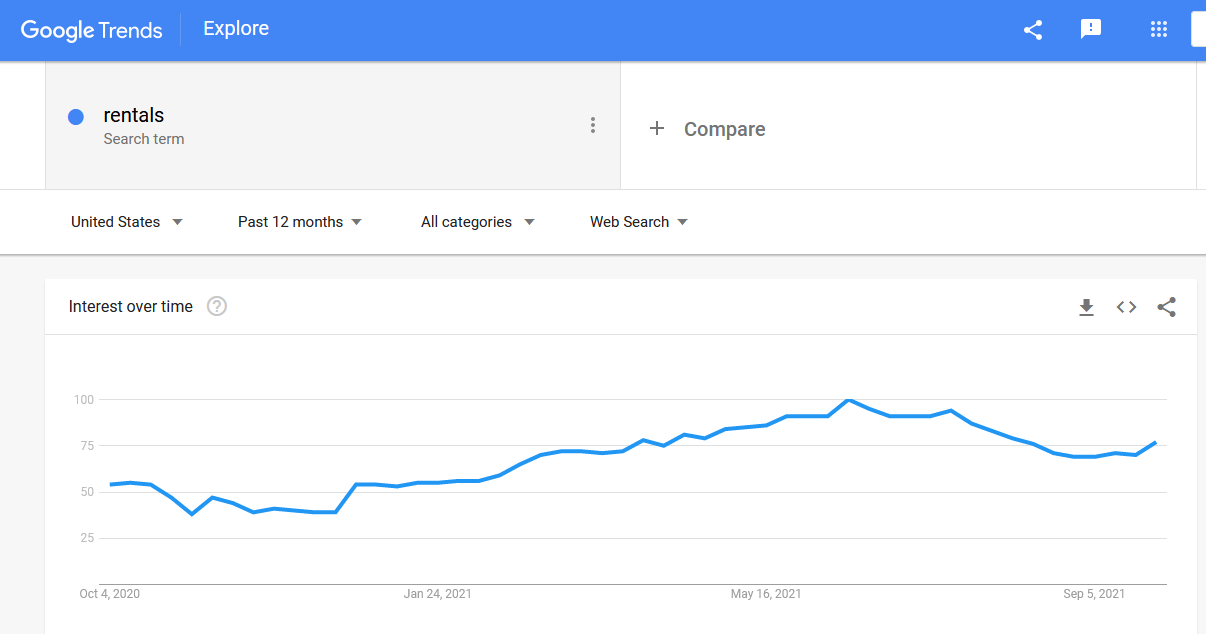 Google Trends Explore
rentals
Search term
+ Compare
United States Past 12 months All categories Web Search
Interest over time ?
100
75
50
25
Oct 4, 2020 Jan 24, 2021 May 16, 2021 Sep 5, 2021